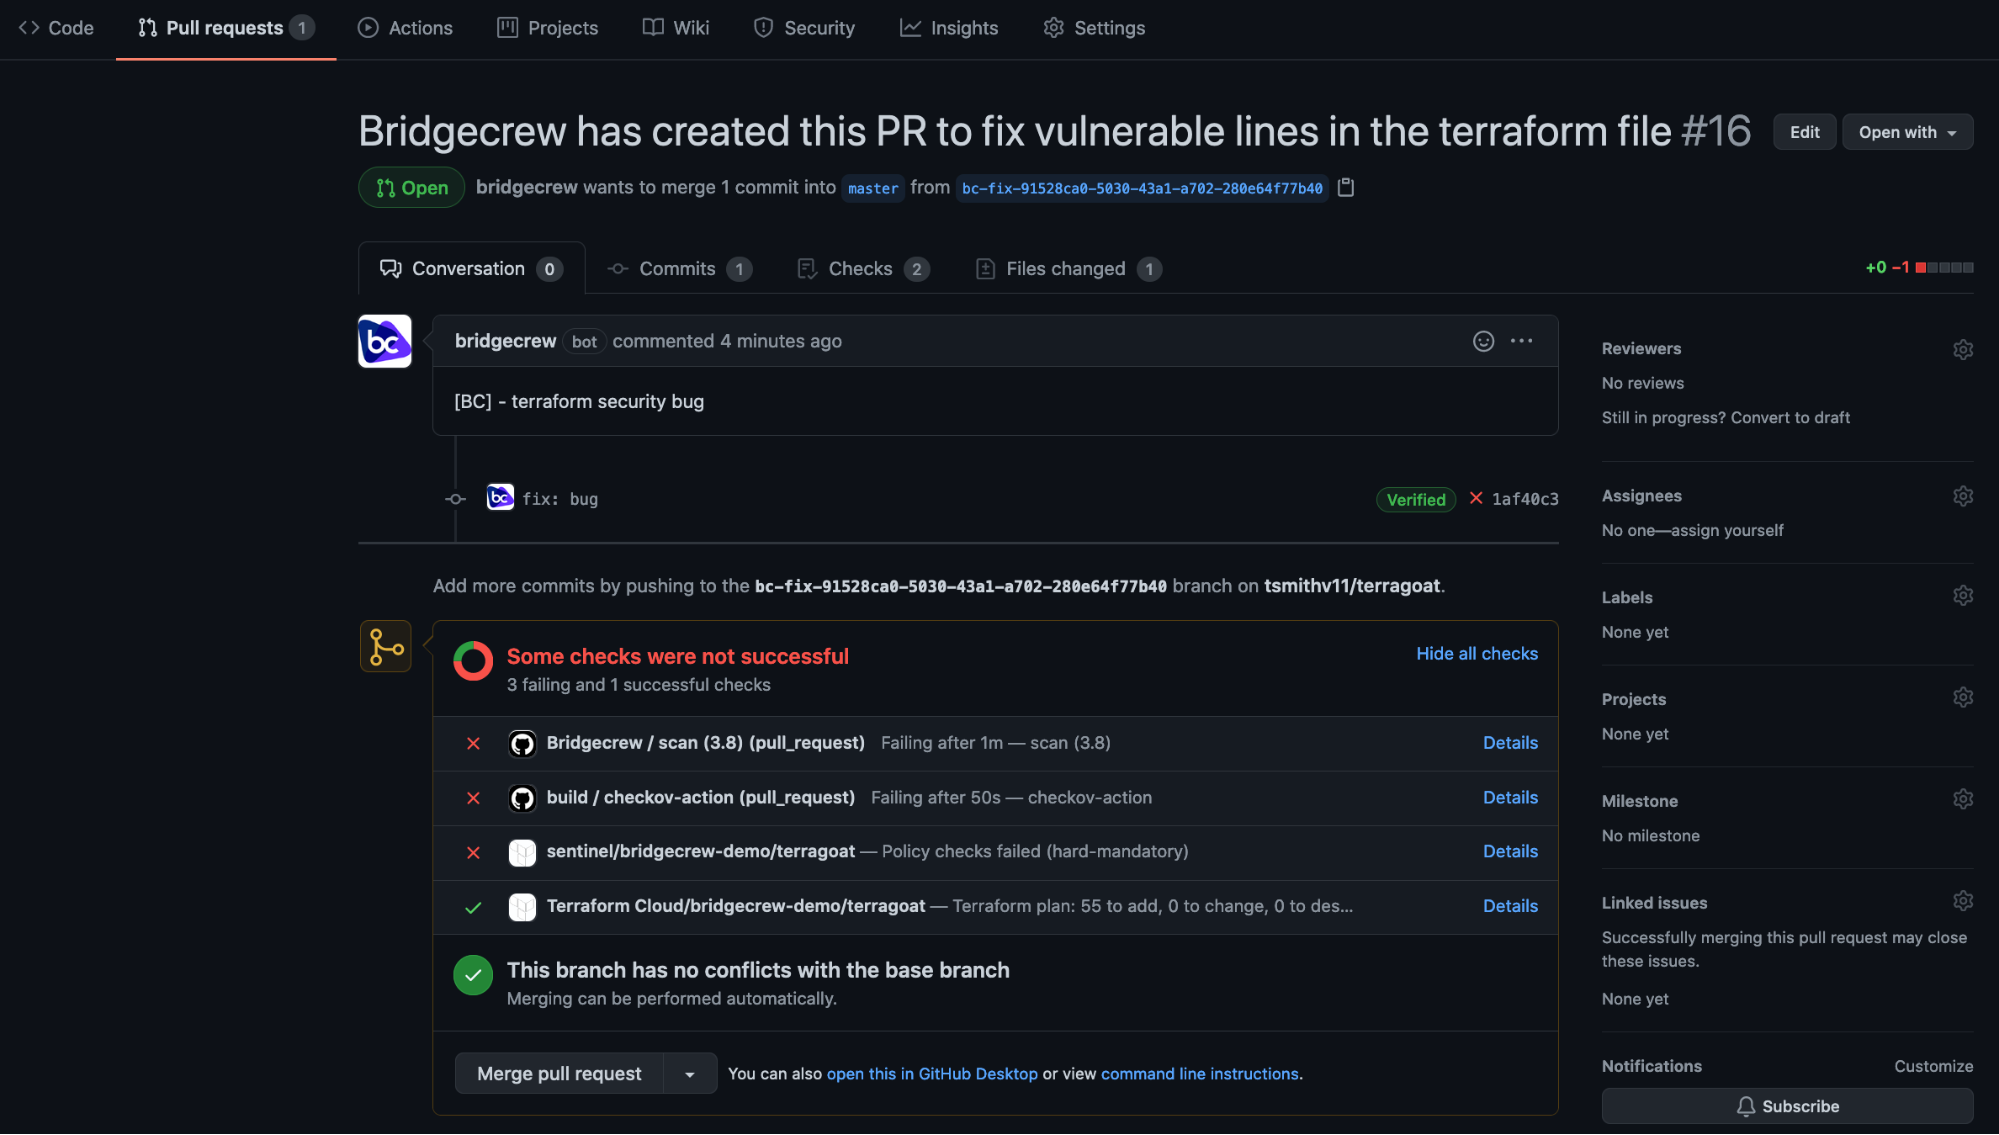 Code Pull requests 1 Actions Projects Wiki Security Insights Settings
Bridgecrew has created this PR to fix vulnerable lines in the terraform file #16 Edit Open with
Open bridgecrew wants to merge 1 commit into master from bc-fix-91528ca0-5030-43a1-a702-280e64f77b40
Conversation 0 Commits 1 Checks 2 Files changed 1 +0 −1
bc bridgecrew bot commented 4 minutes ago
[BC] - terraform security bug
bc fix: bug Verified 1af40c3
Add more commits by pushing to the bc-fix-91528ca0-5030-43a1-a702-280e64f77b40 branch on tsmithv11/terragoat.
Some checks were not successful Hide all checks
3 failing and 1 successful checks
Bridgecrew / scan (3.8) (pull_request) Failing after 1m — scan (3.8) Details
build / checkov-action (pull_request) Failing after 50s — checkov-action Details
sentinel/bridgecrew-demo/terragoat — Policy checks failed (hard-mandatory) Details
Terraform Cloud/bridgecrew-demo/terragoat — Terraform plan: 55 to add, 0 to change, 0 to des... Details
This branch has no conflicts with the base branch
Merging can be performed automatically.
Merge pull request You can also open this in GitHub Desktop or view command line instructions.
Reviewers
No reviews
Still in progress? Convert to draft
Assignees
No one—assign yourself
Labels
None yet
Projects
None yet
Milestone
No milestone
Linked issues
Successfully merging this pull request may close
these issues.
None yet
Notifications Customize
Subscribe